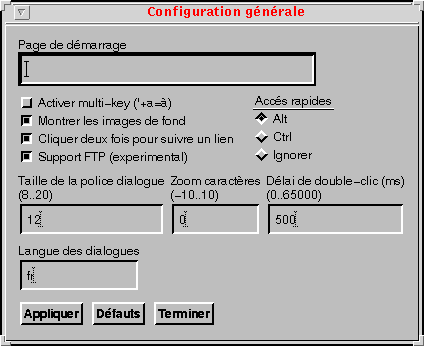 Configuration générale
Page de démarrage
Activer multi-key ('+a=à)
Accés rapides
Montrer les images de fond
Alt
Cliquer deux fois pour suivre un lien
Ctrl
Support FTP (experimental)
Ignorer
Taille de la police dialogue Zoom caractères Délai de double-clic (ms)
(8..20) (-10..10) (0..65000)
12 0 500
Langue des dialogues
fr
Appliquer Défauts Terminer